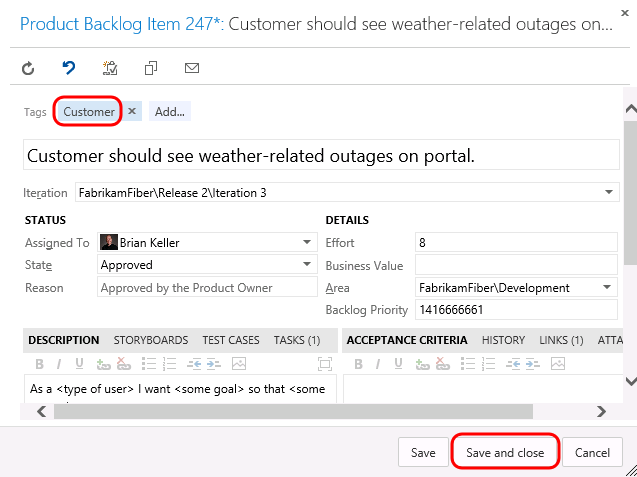 Product Backlog Item 247*: Customer should see weather-related outages on...
Tags Customer × Add...
Customer should see weather-related outages on portal.
Iteration FabrikamFiber\Release 2\Iteration 3
STATUS DETAILS
Assigned To Brian Keller Effort 8
State Approved Business Value
Reason Approved by the Product Owner Area FabrikamFiber\Development
Backlog Priority 1416666661
DESCRIPTION STORYBOARDS TEST CASES TASKS (1) ACCEPTANCE CRITERIA HISTORY LINKS (1) ATTA
B I U B I U
As a <type of user> I want <some goal> so that <some
Save Save and close Cancel